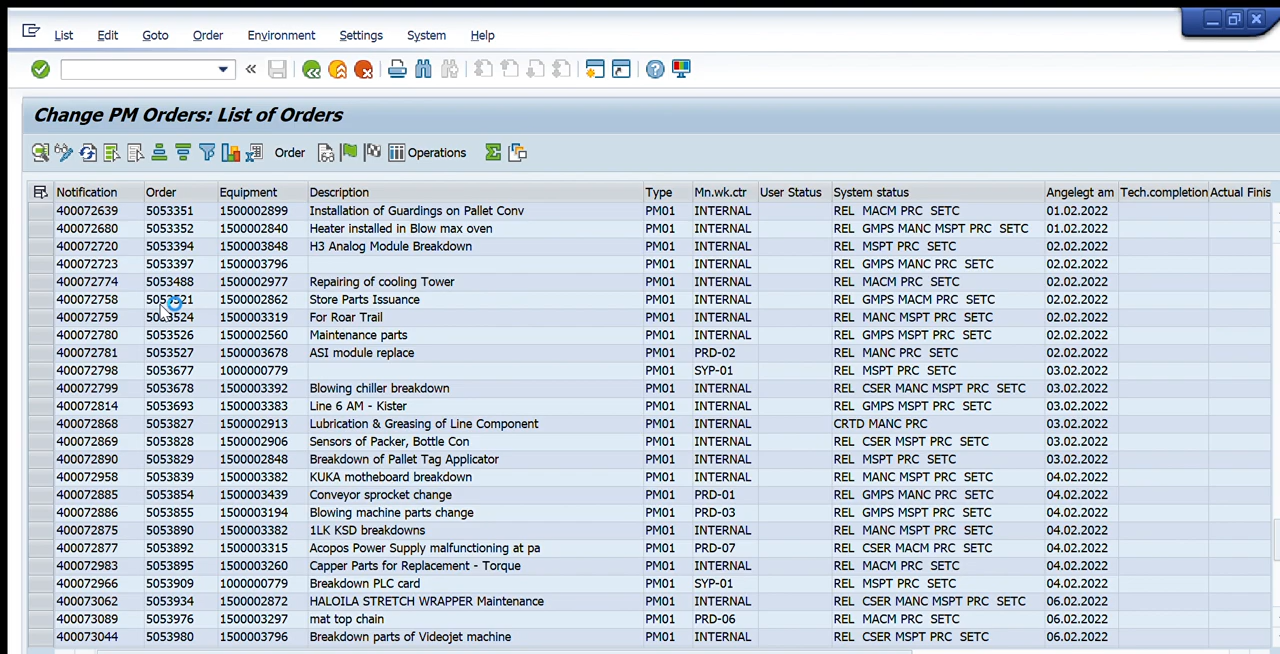 List Edit Goto Order Environment Settings System Help
Change PM Orders: List of Orders
Order Operations
Notification Order Equipment Description Type Mn.wk.ctr User Status System status Angelegt am Tech.completion Actual Finis
400072639 5053351 1500002899 Installation of Guardings on Pallet Conv PM01 INTERNAL REL MACM PRC SETC 01.02.2022
400072680 5053352 1500002840 Heater installed in Blow max oven PM01 INTERNAL REL GMPS MANC MSPT PRC SETC 01.02.2022
400072720 5053394 1500003848 H3 Analog Module Breakdown PM01 INTERNAL REL MSPT PRC SETC 02.02.2022
400072723 5053397 1500003796 PM01 INTERNAL REL GMPS MANC PRC SETC 02.02.2022
400072774 5053488 1500002977 Repairing of cooling Tower PM01 INTERNAL REL MACM PRC SETC 02.02.2022
400072758 1500002862 Store Parts Issuance PM01 INTERNAL REL GMPS MACM PRC SETC 02.02.2022
400072759 1500003319 For Roar Trail PM01 INTERNAL REL MANC MSPT PRC SETC 02.02.2022
400072780 5053526 1500002560 Maintenance parts PM01 INTERNAL REL GMPS MSPT PRC SETC 02.02.2022
400072781 5053527 1500003678 ASI module replace PM01 PRD-02 REL MANC PRC SETC 02.02.2022
400072798 5053677 1000000779 PM01 SYP-01 REL MSPT PRC SETC 03.02.2022
400072799 5053678 1500003392 Blowing chiller breakdown PM01 INTERNAL REL CSER MANC MSPT PRC SETC 03.02.2022
400072814 5053693 1500003383 Line 6 AM - Kister PM01 INTERNAL REL GMPS MSPT PRC SETC 03.02.2022
400072868 5053827 1500002913 Lubrication & Greasing of Line Component PM01 INTERNAL CRTD MANC PRC 03.02.2022
400072869 5053828 1500002906 Sensors of Packer, Bottle Con PM01 INTERNAL REL CSER MSPT PRC SETC 03.02.2022
400072890 5053829 1500002848 Breakdown of Pallet Tag Applicator PM01 INTERNAL REL MSPT PRC SETC 03.02.2022
400072958 5053839 1500003382 KUKA motheboard breakdown PM01 INTERNAL REL MANC MSPT PRC SETC 04.02.2022
400072885 5053854 1500003439 Conveyor sprocket change PM01 PRD-01 REL GMPS MANC PRC SETC 04.02.2022
400072886 5053855 1500003194 Blowing machine parts change PM01 PRD-03 REL GMPS MSPT PRC SETC 04.02.2022
400072875 5053890 1500003382 1LK KSD breakdowns PM01 INTERNAL REL MANC MSPT PRC SETC 04.02.2022
400072877 5053892 1500003315 Acopos Power Supply malfunctioning at pa PM01 PRD-07 REL CSER MACM PRC SETC 04.02.2022
400072983 5053895 1500003260 Capper Parts for Replacement - Torque PM01 INTERNAL REL MACM PRC SETC 04.02.2022
400072966 5053909 1000000779 Breakdown PLC card PM01 SYP-01 REL MSPT PRC SETC 04.02.2022
400073062 5053934 1500002872 HALOILA STRETCH WRAPPER Maintenance PM01 INTERNAL REL CSER MANC MSPT PRC SETC 06.02.2022
400073089 5053976 1500003297 mat top chain PM01 PRD-06 REL MACM PRC SETC 06.02.2022
400073044 5053980 1500003796 Breakdown parts of Videojet machine PM01 INTERNAL REL CSER MSPT PRC SETC 06.02.2022